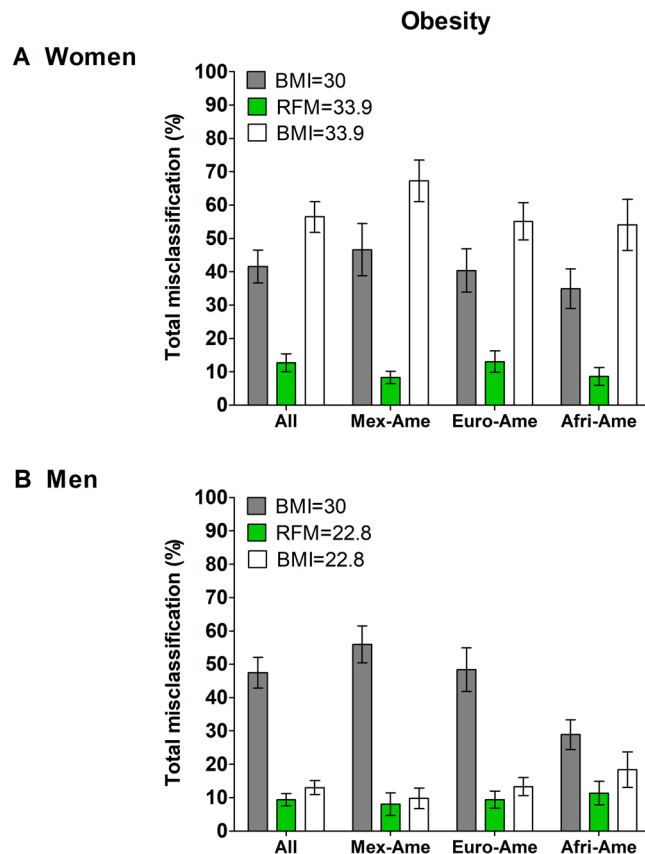 Obesity
A Women
BMI=30
RFM=33.9
BMI=33.9
Total misclassification (%)
100
90
80
70
60
50
40
30
20
10
0
All Mex-Ame Euro-Ame Afri-Ame
B Men
BMI=30
RFM=22.8
BMI=22.8
Total misclassification (%)
100
90
80
70
60
50
40
30
20
10
0
All Mex-Ame Euro-Ame Afri-Ame